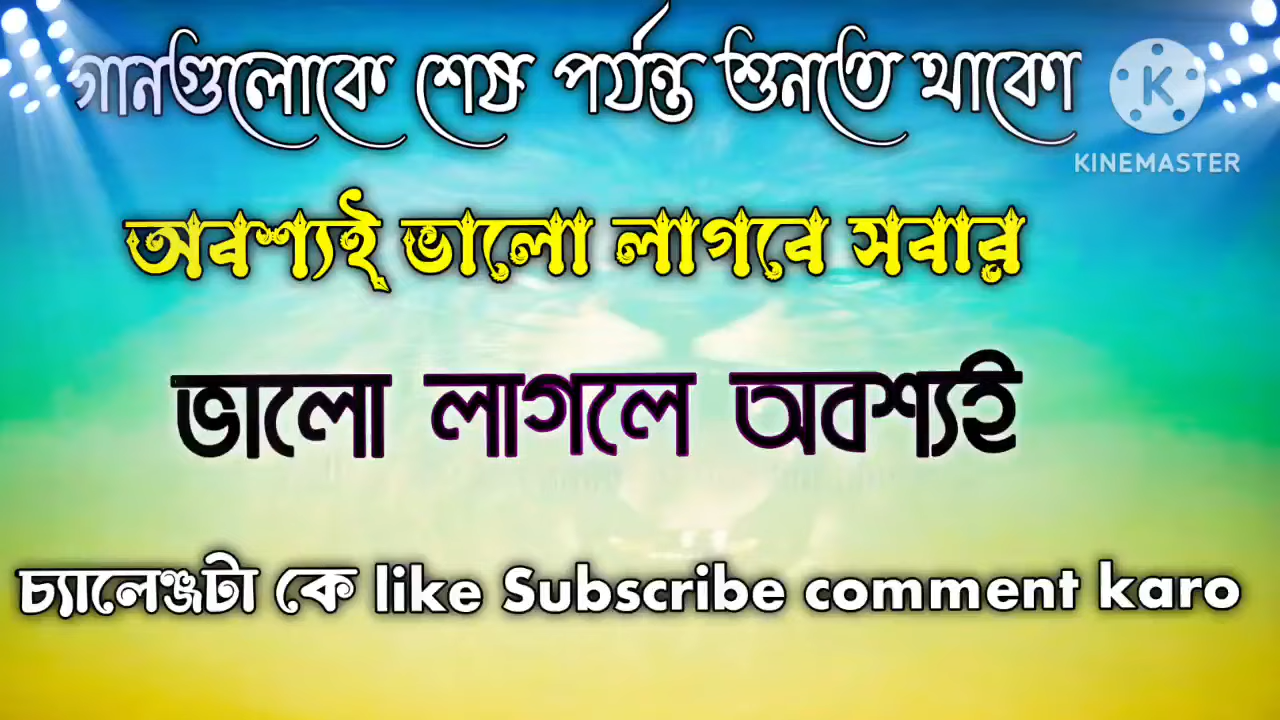 গানগুলোকে শেষ পর্যন্ত শুনতে থাকো
K
KINEMASTER
অবশ্যই ভালো লাগবে সবার
ভালো লাগলে অবশ্যই
চ্যালেঞ্জটা কে like Subscribe comment karo